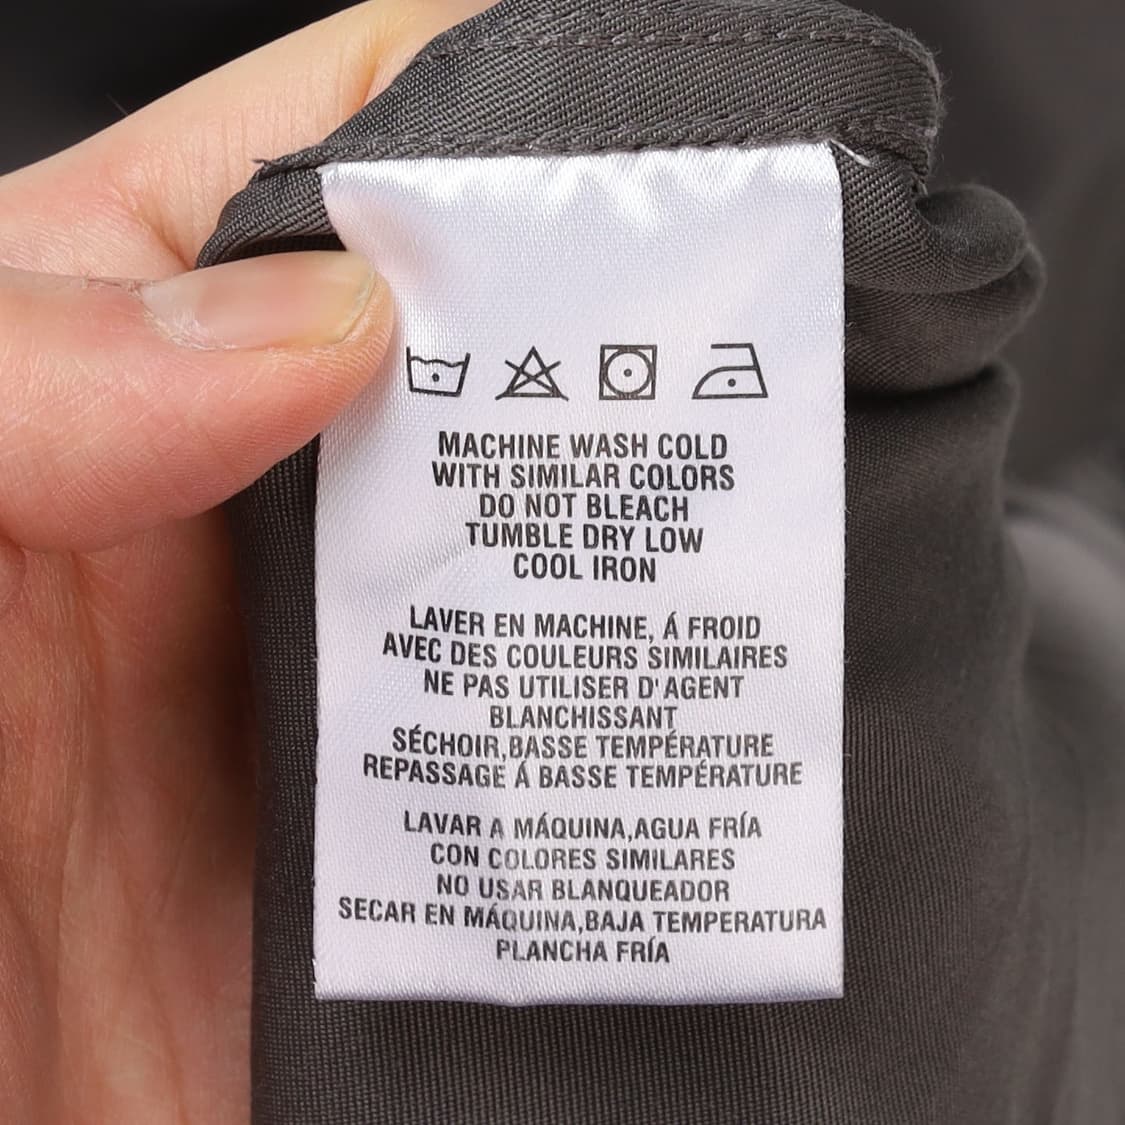 MACHINE WASH COLD
WITH SIMILAR COLORS
DO NOT BLEACH
TUMBLE DRY LOW
COOL IRON
LAVER EN MACHINE, Á FROID
AVEC DES COULEURS SIMILAIRES
NE PAS UTILISER D'AGENT
BLANCHISSANT
SÉCHOIR,BASSE TEMPÉRATURE
REPASSAGE Á BASSE TEMPÉRATURE
LAVAR A MÁQUINA,AGUA FRÍA
CON COLORES SIMILARES
NO USAR BLANQUEADOR
SECAR EN MÁQUINA,BAJA TEMPERATURA
PLANCHA FRÍA